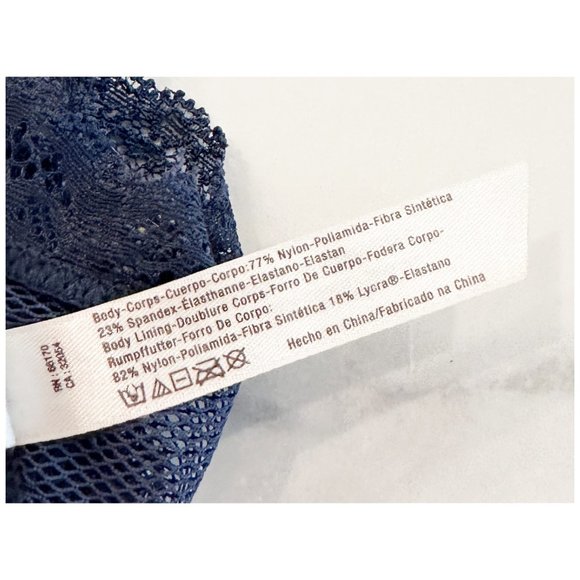 Body-Corps-Cuerpo-Corpo:77% Nylon-Poliamida-Fibra Sintética
23% Spandex-Élasthanne-Elastano-Elastan
Body Lining-Doublure Corps-Forro De Cuerpo-Fodera Corpo-
Rumpffutter-Forro De Corpo:
82% Nylon-Poliamida-Fibra Sintética 18% Lycra®-Elastano
Hecho en China/Fabricado na China
RN: 66170
CA: 32054